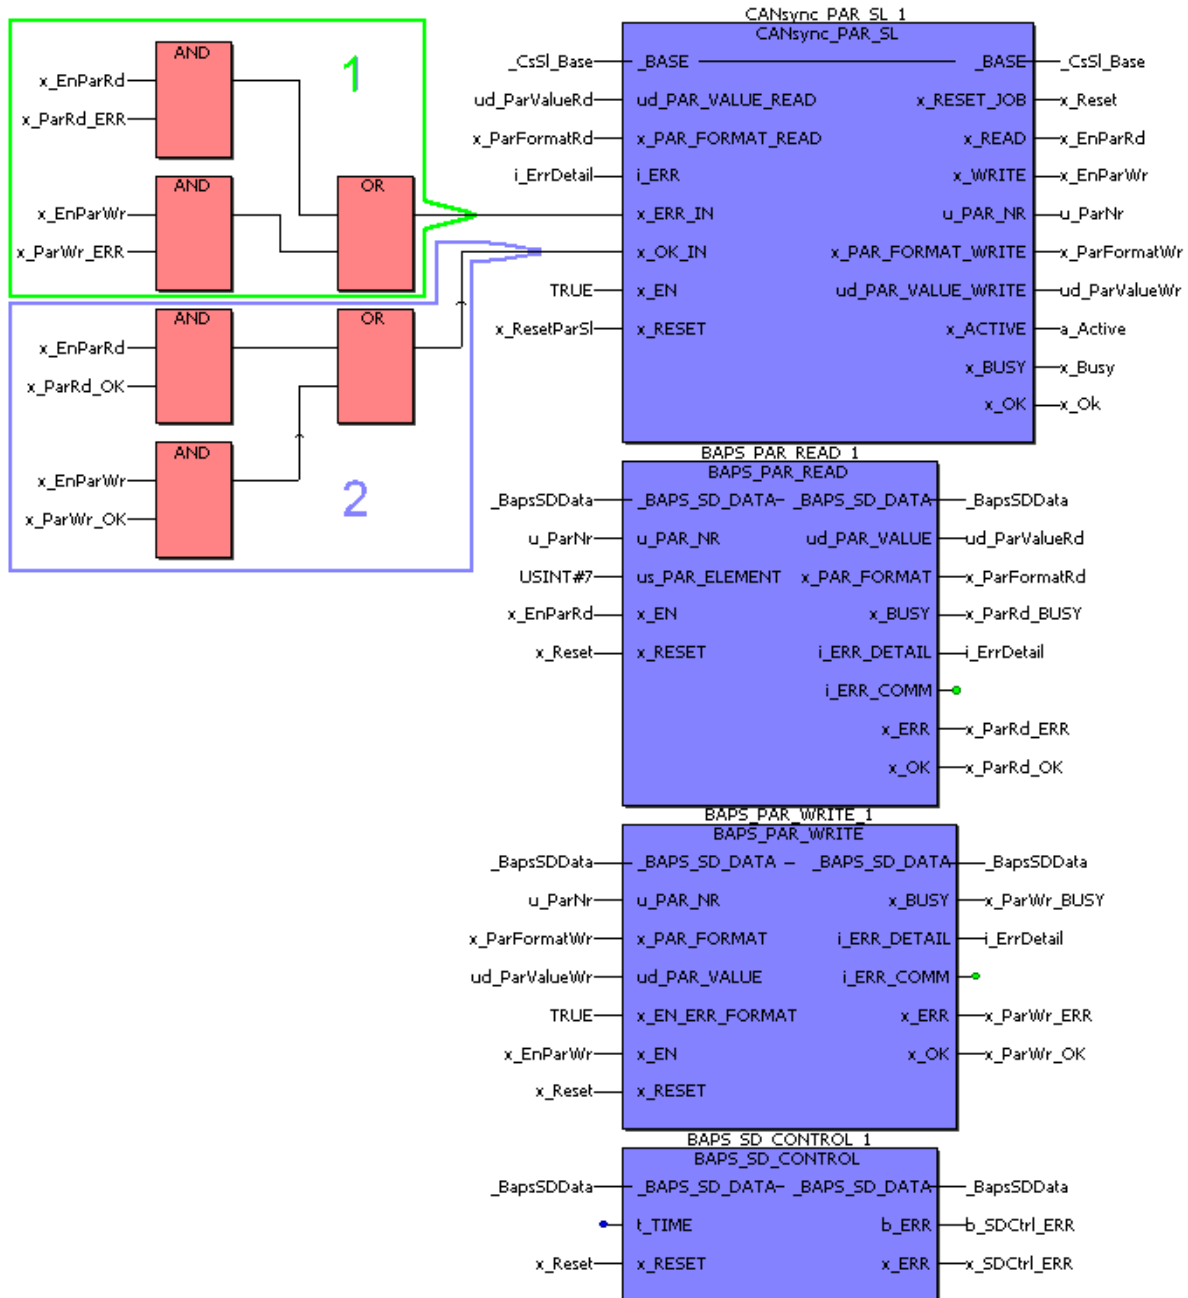 CANsync_PAR_SL_1
CANsync_PAR_SL
AND
1
x_EnParRd
x_ParRd_ERR
AND
OR
x_EnParWr
x_ParWr_ERR
AND
OR
x_EnParRd
x_ParRd_OK
AND
x_EnParWr
x_ParWr_OK
2
_CsSl_Base _BASE _BASE _CsSl_Base
ud_ParValueRd ud_PAR_VALUE_READ x_RESET_JOB x_Reset
x_ParFormatRd x_PAR_FORMAT_READ x_READ x_EnParRd
i_ErrDetail i_ERR x_WRITE x_EnParWr
x_ERR_IN u_PAR_NR u_ParNr
x_OK_IN x_PAR_FORMAT_WRITE x_ParFormatWr
TRUE x_EN ud_PAR_VALUE_WRITE ud_ParValueWr
x_ResetParSl x_RESET x_ACTIVE a_Active
x_BUSY x_Busy
x_OK x_Ok
BAPS_PAR_READ_1
BAPS_PAR_READ
_BapsSDData _BAPS_SD_DATA _BAPS_SD_DATA _BapsSDData
u_ParNr u_PAR_NR ud_PAR_VALUE ud_ParValueRd
USINT#7 us_PAR_ELEMENT x_PAR_FORMAT x_ParFormatRd
x_EnParRd x_EN x_BUSY x_ParRd_BUSY
x_Reset x_RESET i_ERR_DETAIL i_ErrDetail
i_ERR_COMM
x_ERR x_ParRd_ERR
x_OK x_ParRd_OK
BAPS_PAR_WRITE_1
BAPS_PAR_WRITE
_BapsSDData _BAPS_SD_DATA _BAPS_SD_DATA _BapsSDData
u_ParNr u_PAR_NR x_BUSY x_ParWr_BUSY
x_ParFormatWr x_PAR_FORMAT i_ERR_DETAIL i_ErrDetail
ud_ParValueWr ud_PAR_VALUE i_ERR_COMM
TRUE x_EN_ERR_FORMAT x_ERR x_ParWr_ERR
x_EnParWr x_EN x_OK x_ParWr_OK
x_Reset x_RESET
BAPS_SD_CONTROL_1
BAPS_SD_CONTROL
_BapsSDData _BAPS_SD_DATA _BAPS_SD_DATA _BapsSDData
t_TIME b_ERR b_SDCtrl_ERR
x_Reset x_RESET x_ERR x_SDCtrl_ERR